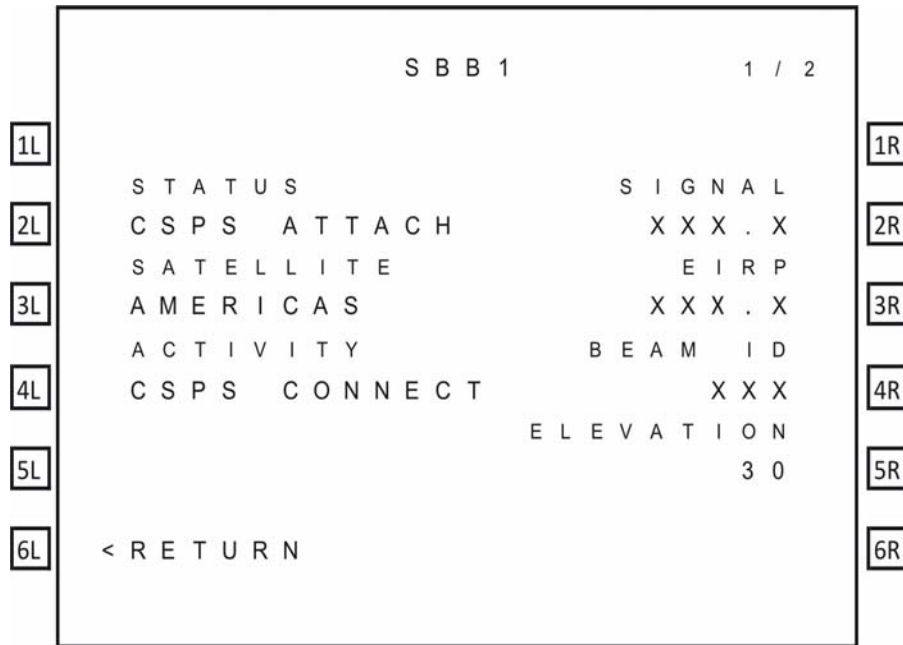 SBB1 1/2
1L 1R
STATUS SIGNAL
2L CSPS ATTACH XXX.X 2R
SATELLITE EIRP
3L AMERICAS XXX.X 3R
ACTIVITY BEAM ID
4L CSPS CONNECT XXX 4R
ELEVATION
5L 30 5R
6L <RETURN 6R